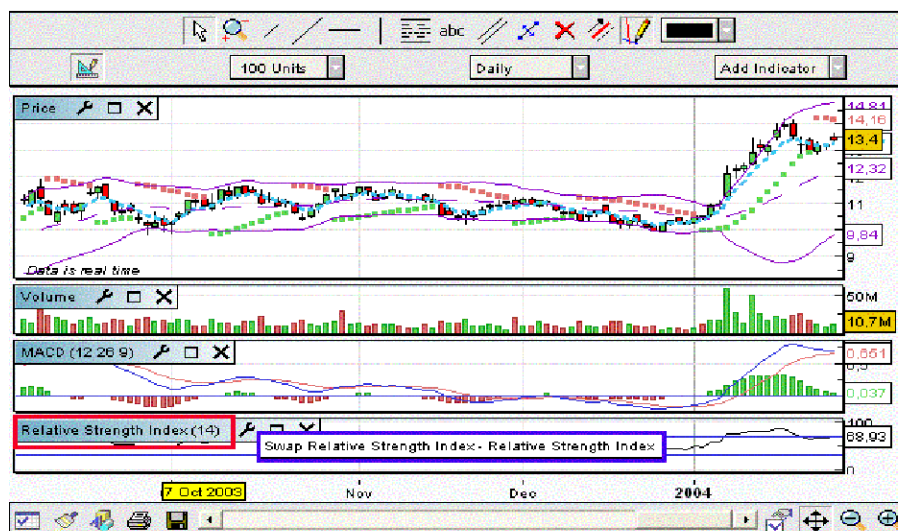 abc
100 Units
Daily
Add Indicator
Price
14,81
14,16
13,4
12,32
11
9,84
9
Data is real time
Volume
50M
10,7M
MACD (12 26 9)
0,651
0,037
Relative Strength Index (14)
100
68,93
0
Swap Relative Strength Index - Relative Strength Index
7 Oct 2003
Nov
Dec
2004